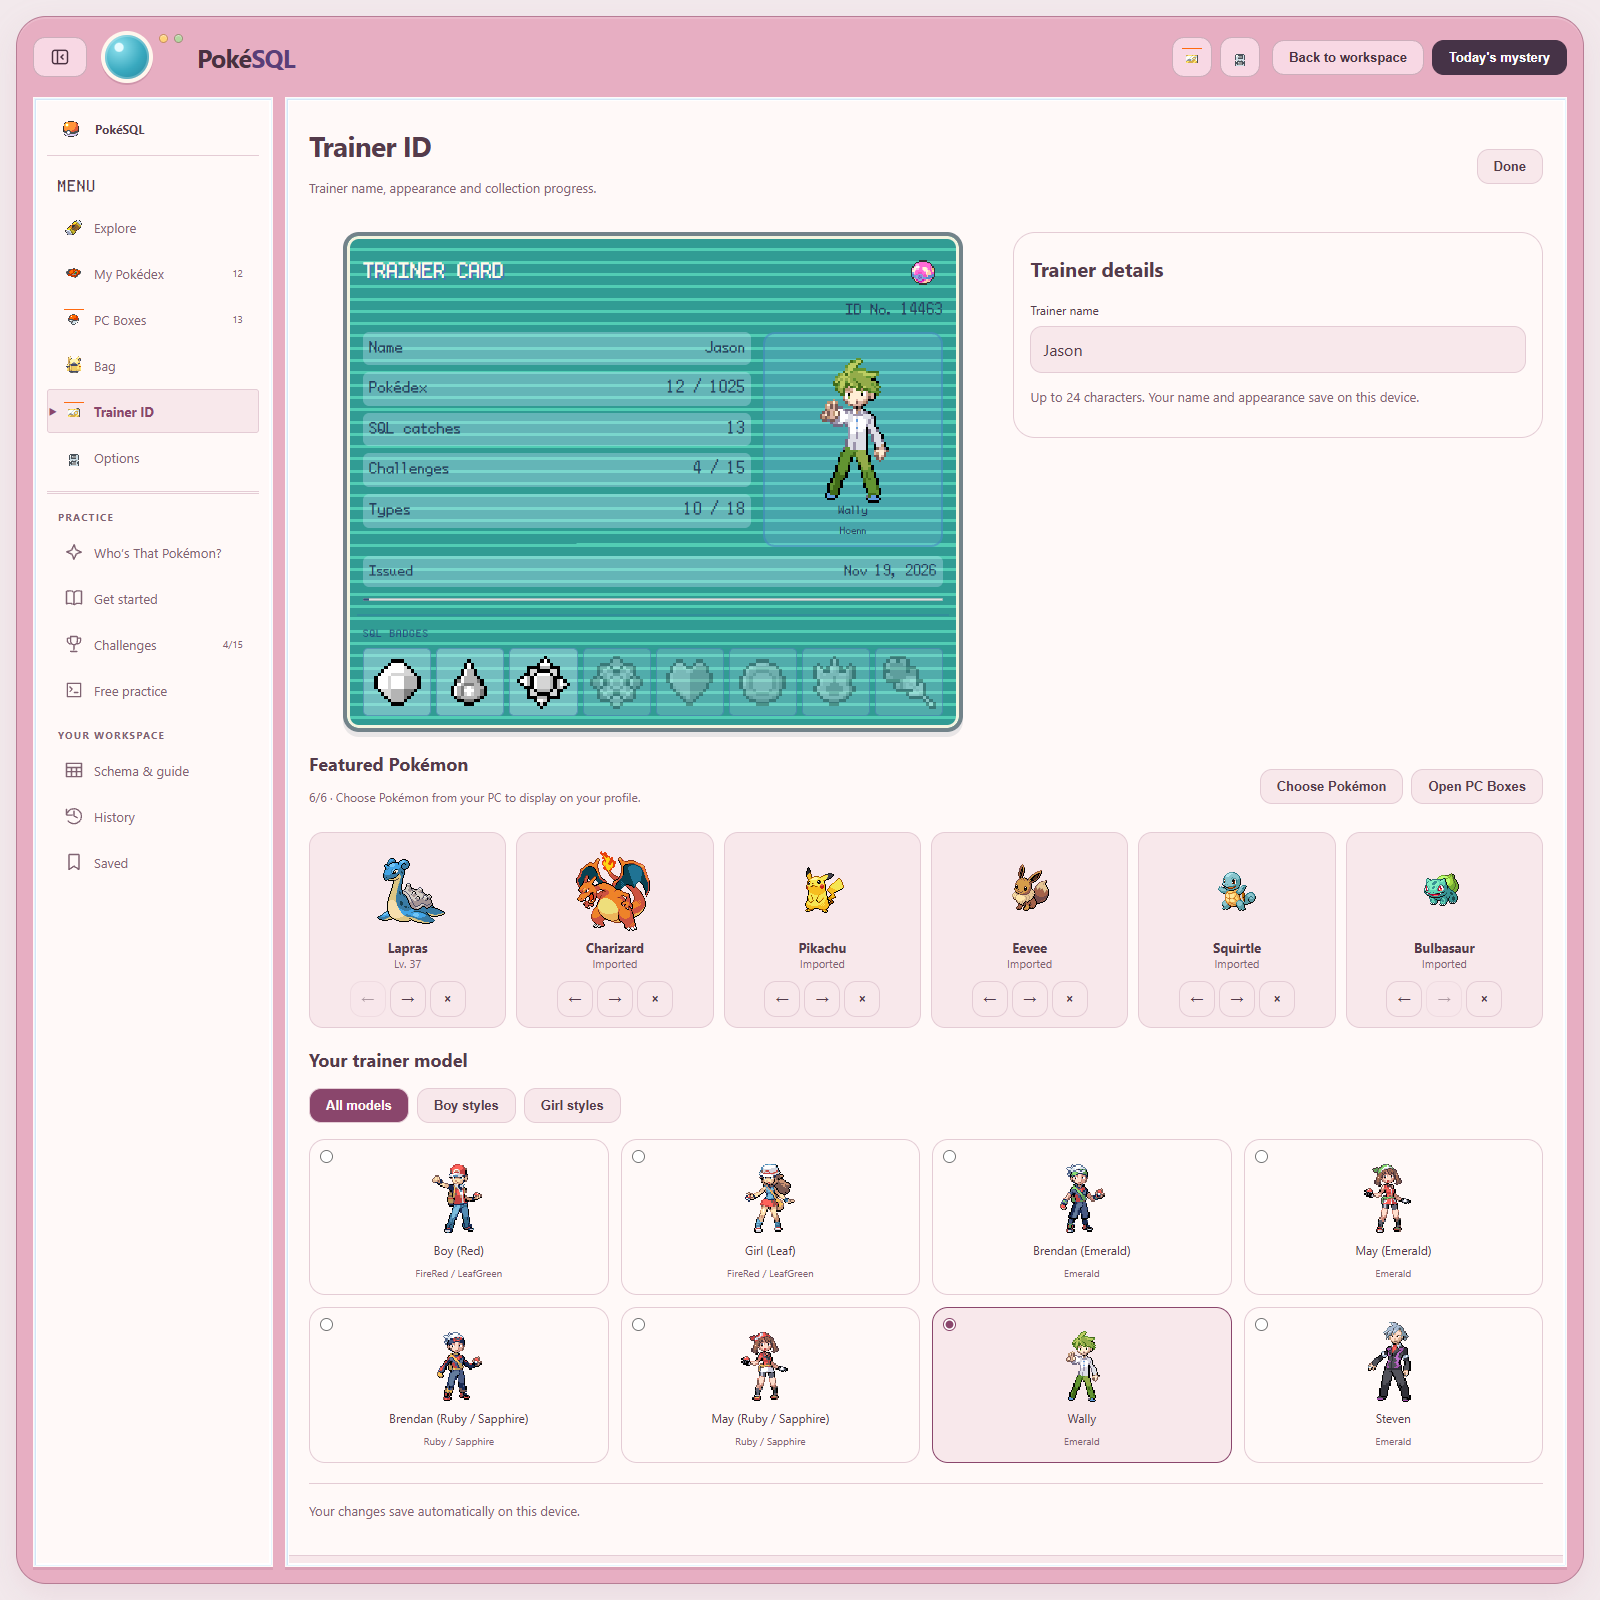 PokéSQL
Back to workspace
Today's mystery
PokéSQL
MENU
Explore
My Pokédex 12
PC Boxes 13
Bag
Trainer ID
Options
PRACTICE
Who's That Pokémon?
Get started
Challenges 4/15
Free practice
YOUR WORKSPACE
Schema & guide
History
Saved
Trainer ID
Trainer name, appearance and collection progress.
Done
TRAINER CARD
ID No. 14463
Name Jason
Pokédex 12 / 1025
SQL catches 13
Challenges 4 / 15
Types 10 / 18
Wally
Hoenn
Issued Nov 19, 2026
SQL BADGES
Trainer details
Trainer name
Jason
Up to 24 characters. Your name and appearance save on this device.
Featured Pokémon
6/6 · Choose Pokémon from your PC to display on your profile.
Choose Pokémon
Open PC Boxes
Lapras
Lv. 37
← → ×
Charizard
Imported
← → ×
Pikachu
Imported
← → ×
Eevee
Imported
← → ×
Squirtle
Imported
← → ×
Bulbasaur
Imported
← → ×
Your trainer model
All models
Boy styles
Girl styles
Boy (Red)
FireRed / LeafGreen
Girl (Leaf)
FireRed / LeafGreen
Brendan (Emerald)
Emerald
May (Emerald)
Emerald
Brendan (Ruby / Sapphire)
Ruby / Sapphire
May (Ruby / Sapphire)
Ruby / Sapphire
Wally
Emerald
Steven
Emerald
Your changes save automatically on this device.